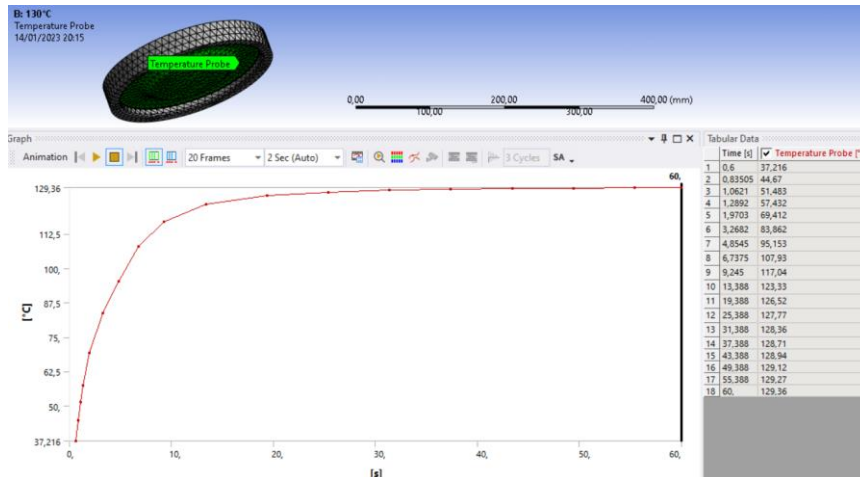 B: 130°C
Temperature Probe
14/01/2023 20:15
Temperature Probe
0,00 200,00 400,00 (mm)
100,00 300,00
Graph
Animation 20 Frames 2 Sec (Auto) 3 Cycles SA
60,
129,36
112,5
100,
87,5
75,
62,5
50,
37,216
[°C]
0, 10, 20, 30, 40, 50, 60,
[s]
Tabular Data
Time [s] Temperature Probe [°
1 0,6 37,216
2 0,83505 44,67
3 1,0621 51,483
4 1,2892 57,432
5 1,9703 69,412
6 3,2682 83,862
7 4,8545 95,153
8 6,7375 107,93
9 9,245 117,04
10 13,388 123,33
11 19,388 126,52
12 25,388 127,77
13 31,388 128,36
14 37,388 128,71
15 43,388 128,94
16 49,388 129,12
17 55,388 129,27
18 60, 129,36